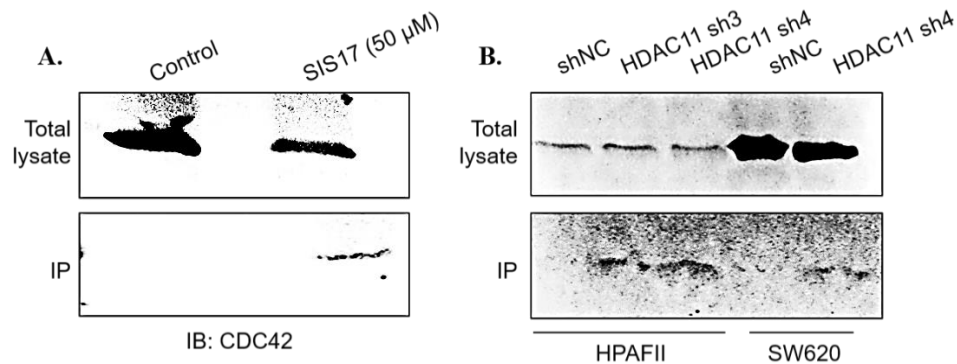 A.
Control
SIS17 (50 µM)
Total
lysate
IP
IB: CDC42
B.
shNC
HDAC11 sh3
HDAC11 sh4
shNC
HDAC11 sh4
Total
lysate
IP
HPAFII
SW620